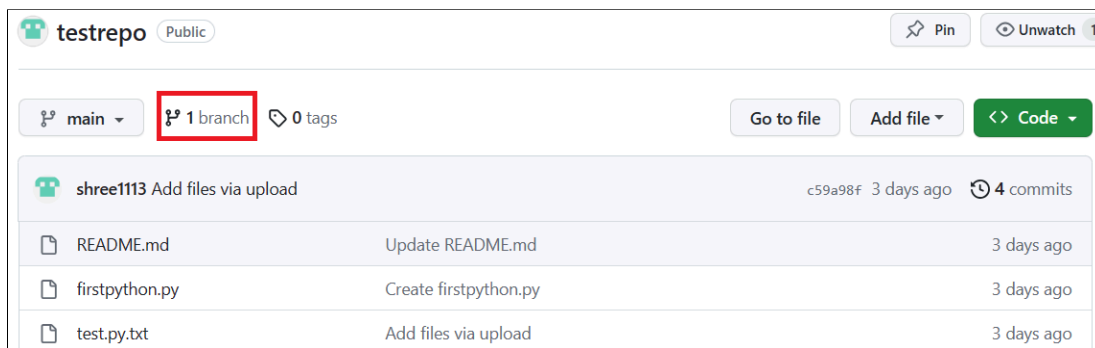 testrepo Public Pin Unwatch 1
main 1 branch 0 tags Go to file Add file Code
shree1113 Add files via upload c59a98f 3 days ago 4 commits
README.md Update README.md 3 days ago
firstpython.py Create firstpython.py 3 days ago
test.py.txt Add files via upload 3 days ago